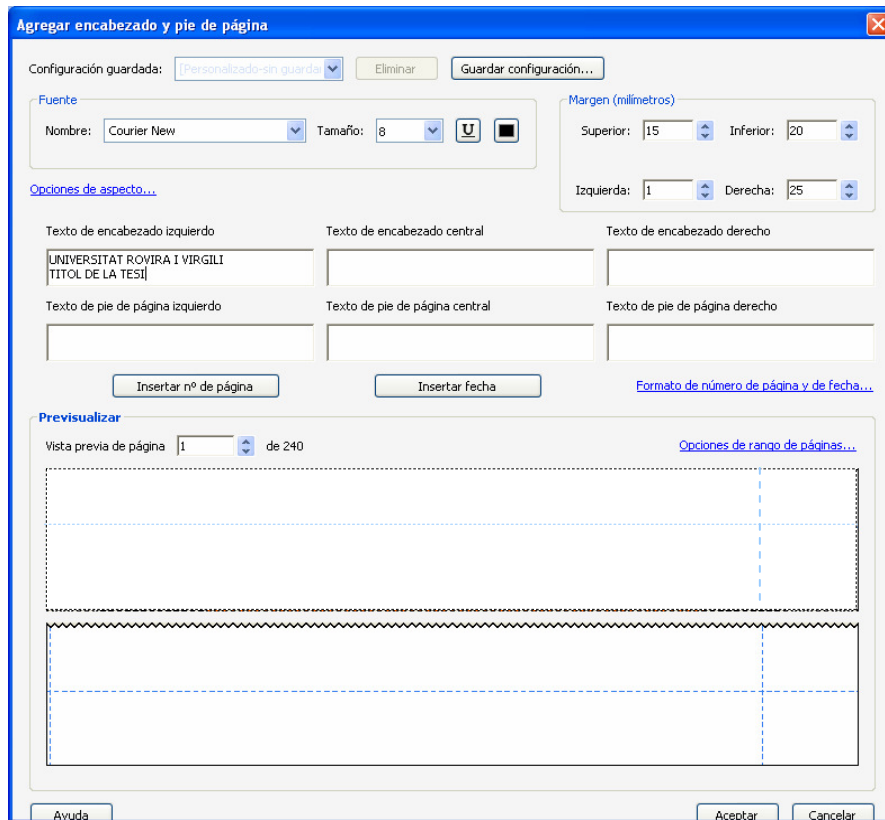 Agregar encabezado y pie de página
Configuración guardada: [Personalizado-sin guarda Eliminar Guardar configuración...
Fuente
Nombre: Courier New Tamaño: 8 U
Margen (milímetros)
Superior: 15 Inferior: 20
Izquierda: 1 Derecha: 25
Opciones de aspecto...
Texto de encabezado izquierdo Texto de encabezado central Texto de encabezado derecho
UNIVERSITAT ROVIRA I VIRGILI
TITOL DE LA TESI
Texto de pie de página izquierdo Texto de pie de página central Texto de pie de página derecho
Insertar nº de página Insertar fecha Formato de número de página y de fecha...
Previsualizar
Vista previa de página 1 de 240 Opciones de rango de páginas...
Ayuda Aceptar Cancelar